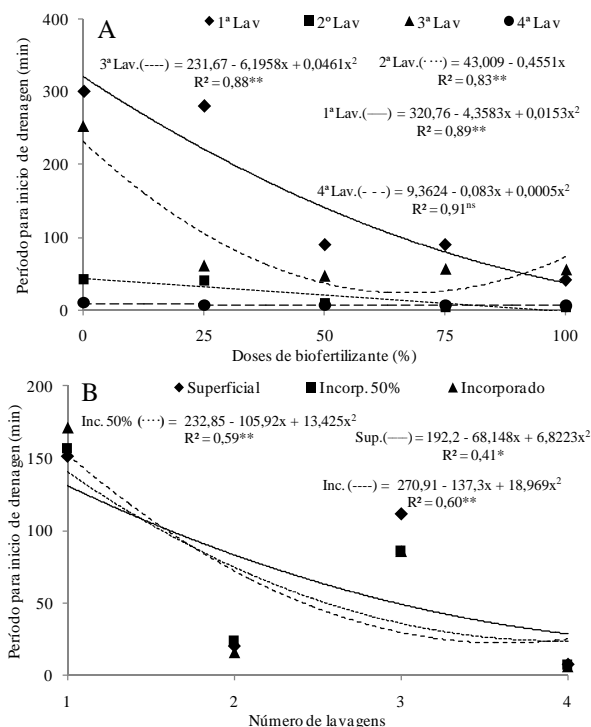 A
1ª Lav 2ª Lav 3ª Lav 4ª Lav
3ª Lav.(----) = 231,67 - 6,1958x + 0,0461x²
R² = 0,88**
2ª Lav.(····) = 43,009 - 0,4551x
R² = 0,83**
1ª Lav.(—) = 320,76 - 4,3583x + 0,0153x²
R² = 0,89**
4ª Lav.(- - -) = 9,3624 - 0,083x + 0,0005x²
R² = 0,91ns
Período para inicio de drenagen (min)
400
300
200
100
0
0 25 50 75 100
Doses de biofertilizante (%)
B
Superficial Incorp. 50% Incorporado
Inc. 50% (····) = 232,85 - 105,92x + 13,425x²
R² = 0,59**
Sup.(—) = 192,2 - 68,148x + 6,8223x²
R² = 0,41*
Inc. (----) = 270,91 - 137,3x + 18,969x²
R² = 0,60**
Período para inicio de drenagen (min)
200
150
100
50
0
1 2 3 4
Número de lavagens